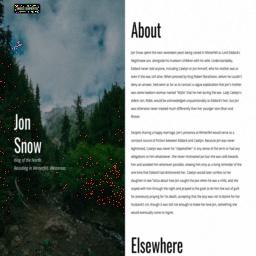 About
Jon
Snow
King of the North
Residing in Winterfell, Westeros
Jon Snow spent the next seventeen years being raised in Winterfell as Lord Eddard's
illegitimate son, alongside his trueborn children with his wife. Understandably,
Eddard never told anyone, including Catelyn or Jon himself, who his mother was or
even if she was still alive. When pressed by King Robert Baratheon, whom he couldn't
deny an answer, Ned went as far as to concoct a vague explanation that Jon's mother
was some tavern woman named "Wylla" that he met during the war. Lady Catelyn's
eldest son, Robb, would be acknowledged unquestionably as Eddard's heir, but Jon
was otherwise never treated much differently than his younger kin
Despite sharing a happy marriage, Jon's presence at Winterfell would serve as a
constant source of friction between Eddard and Catelyn. Because Jon was never
legitimized, Catelyn was never his "stepmother" in any sense of the term or had any
obligations to him whatsoever. She never mistreated Jon but she was cold towards
him and avoided him whenever possible, viewing him only as a living reminder of the
one time that Eddard had dishonored her. Catelyn would later confess to her
daughter-in-law Talisa about how Jon caught the pox when he was a child, and she
stayed with him through the night and prayed to the gods to let him live out of guilt
for previously praying for his death, accepting that the boy was not to blame for her
husband's sin, though it was still not enough to make her love Jon, something she
would eventually come to regret.
Elsewhere